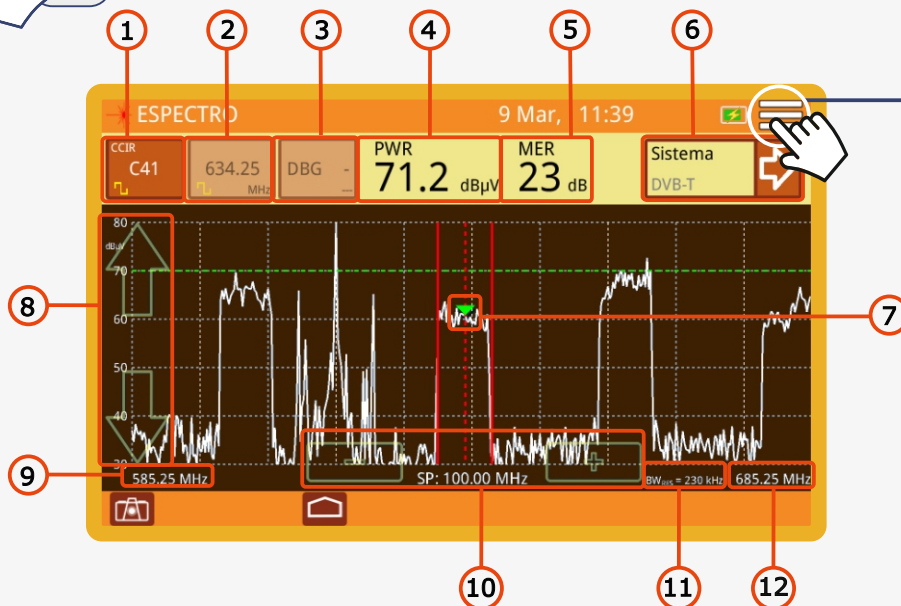 1 2 3 4 5 6
ESPECTRO 9 Mar, 11:39
CCIR
C41
634.25
MHz
DBG -
PWR
71.2 dBµV
MER
23 dB
Sistema
DVB-T
80
dBµV
70
60
50
40
30
8
7
9
585.25 MHz
- SP: 100.00 MHz +
BWRES = 230 kHz
685.25 MHz
10 11 12